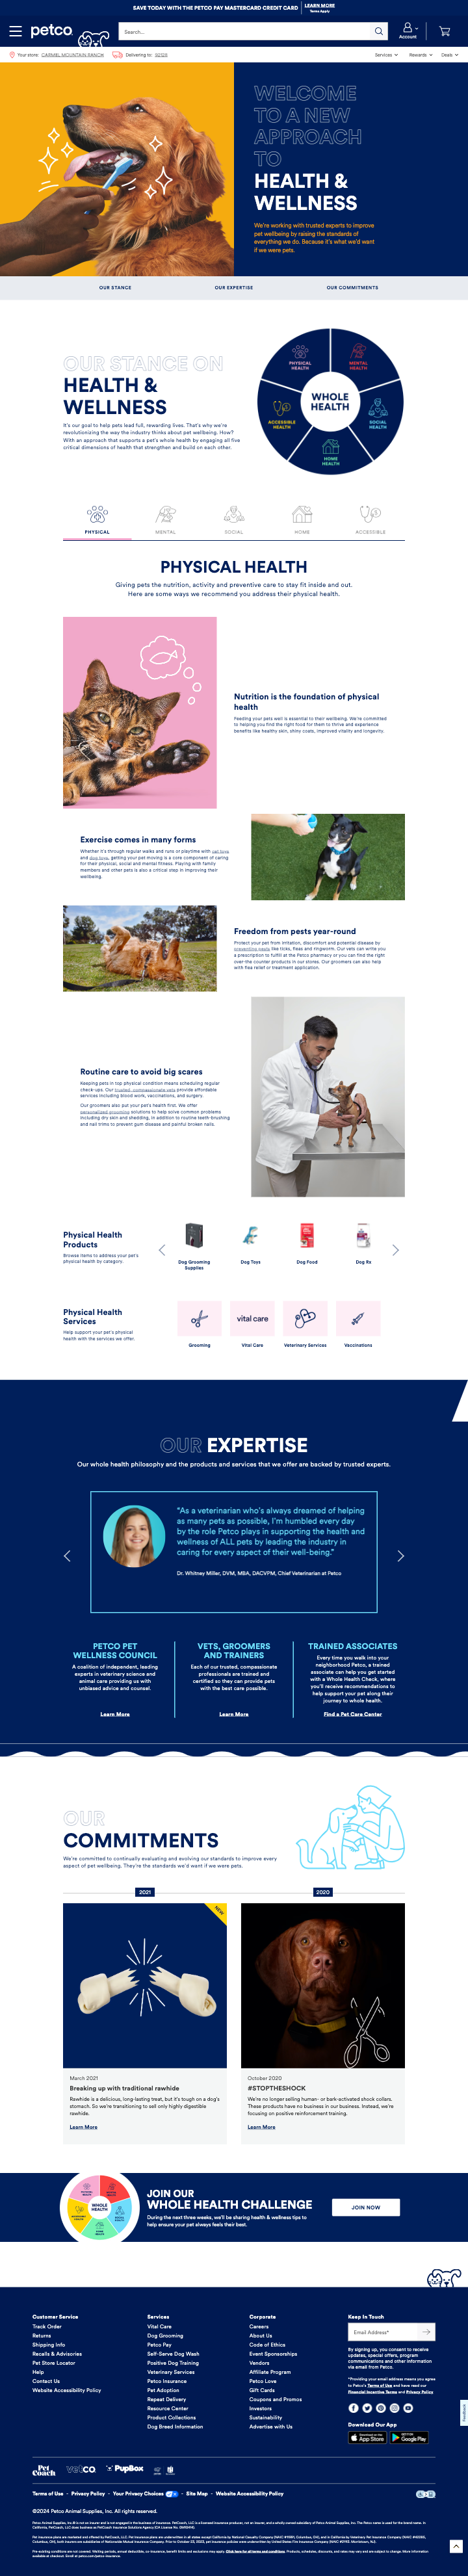 SAVE TODAY WITH THE PETCO PAY MASTERCARD CREDIT CARD
LEARN MORE
Terms Apply
petco
Search...
Account
Your store: CARMEL MOUNTAIN RANCH
Delivering to: 92128
Services
Rewards
Deals
WELCOME
TO A NEW
APPROACH
TO
HEALTH &
WELLNESS
We're working with trusted experts to improve
pet wellbeing by raising the standards of
everything we do. Because it's what we'd want
if we were pets.
OUR STANCE
OUR EXPERTISE
OUR COMMITMENTS
OUR STANCE ON
HEALTH &
WELLNESS
It's our goal to help pets lead full, rewarding lives. That's why we're
revolutionizing the way the industry thinks about pet wellbeing. How?
With an approach that supports a pet's whole health by engaging all five
critical dimensions of health that strengthen and build on each other.
PHYSICAL
HEALTH
MENTAL
HEALTH
WHOLE
HEALTH
ACCESSIBLE
HEALTH
SOCIAL
HEALTH
HOME
HEALTH
PHYSICAL
MENTAL
SOCIAL
HOME
ACCESSIBLE
PHYSICAL HEALTH
Giving pets the nutrition, activity and preventive care to stay fit inside and out.
Here are some ways we recommend you address their physical health.
Nutrition is the foundation of physical
health
Feeding your pets well is essential to their wellbeing. We're committed
to helping you find the right food for them to thrive and experience
benefits like healthy skin, shiny coats, improved vitality and longevity.
Exercise comes in many forms
Whether it's through regular walks and runs or playtime with cat toys
and dog toys, getting your pet moving is a core component of caring
for their physical, social and mental fitness. Playing with family
members and other pets is also a critical step in improving their
wellbeing.
Freedom from pests year-round
Protect your pet from irritation, discomfort and potential disease by
preventing pests like ticks, fleas and ringworm. Our vets can write you
a prescription to fulfill at the Petco pharmacy or you can find the right
over-the-counter products in our stores. Our groomers can also help
with flea relief or treatment application.
Routine care to avoid big scares
Keeping pets in top physical condition means scheduling regular
check-ups. Our trusted, compassionate vets provide affordable
services including blood work, vaccinations, and surgery.
Our groomers also put your pet's health first. We offer
personalized grooming solutions to help solve common problems
including dry skin and shedding, in addition to routine teeth brushing
and nail trims to prevent gum disease and painful broken nails.
Physical Health
Products
Browse items to address your pet's
physical health by category.
Dog Grooming
Supplies
Dog Toys
Dog Food
Dog Rx
Physical Health
Services
Help support your pet's physical
health with the services we offer.
vital care
Grooming
Vital Care
Veterinary Services
Vaccinations
OUR EXPERTISE
Our whole health philosophy and the products and services that we offer are backed by trusted experts.
"As a veterinarian who's always dreamed of helping
as many pets as possible, I'm humbled every day
by the role Petco plays in supporting the health and
wellness of ALL pets by leading the industry in
caring for every aspect of their well-being."
Dr. Whitney Miller, DVM, MBA, DACVPM, Chief Veterinarian at Petco
PETCO PET
WELLNESS COUNCIL
A coalition of independent, leading
experts in veterinary science and
animal care providing us with
unbiased advice and counsel.
Learn More
VETS, GROOMERS
AND TRAINERS
Each of our trusted, compassionate
professionals are trained and
certified so they can provide pets
with the best care possible.
Learn More
TRAINED ASSOCIATES
Every time you walk into your
neighborhood Petco, a trained
associate can help you get started
with a Whole Health Check, where
you'll receive recommendations to
help support your pet along their
journey to whole health.
Find a Pet Care Center
OUR
COMMITMENTS
We're committed to continually evaluating and evolving our standards to improve every
aspect of pet wellbeing. They're the standards we'd want if we were pets.
2021
2020
NEW
March 2021
Breaking up with traditional rawhide
Rawhide is a delicious, long-lasting treat, but it's tough on a dog's
stomach. So we're transitioning to sell only highly digestible
rawhide.
Learn More
October 2020
#STOPTHESHOCK
We're no longer selling human- or bark-activated shock collars.
These products have no business in our business. Instead, we're
focusing on positive reinforcement training.
Learn More
WHOLE
HEALTH
JOIN OUR
WHOLE HEALTH CHALLENGE
During the next three weeks, we'll be sharing health & wellness tips to
help ensure your pet always feels their best.
JOIN NOW
Customer Service
Track Order
Returns
Shipping Info
Recalls & Advisories
Pet Store Locator
Help
Contact Us
Website Accessibility Policy
Services
Vital Care
Dog Grooming
Petco Pay
Self-Serve Dog Wash
Positive Dog Training
Veterinary Services
Petco Insurance
Pet Adoption
Repeat Delivery
Resource Center
Product Collections
Dog Breed Information
Corporate
Careers
About Us
Code of Ethics
Event Sponsorships
Vendors
Affiliate Program
Petco Love
Gift Cards
Coupons and Promos
Investors
Sustainability
Advertise with Us
Keep In Touch
Email Address*
By signing up, you consent to receive
updates, special offers, program
communications and other information
via email from Petco.
*Providing your email address means you agree
to Petco's Terms of Use and have read our
Financial Incentive Terms and Privacy Policy
Download Our App
App Store
Google Play
Feedback
Pet
Coach
vetco
PupBox
Terms of Use - Privacy Policy - Your Privacy Choices - Site Map - Website Accessibility Policy
©2024 Petco Animal Supplies, Inc. All rights reserved.